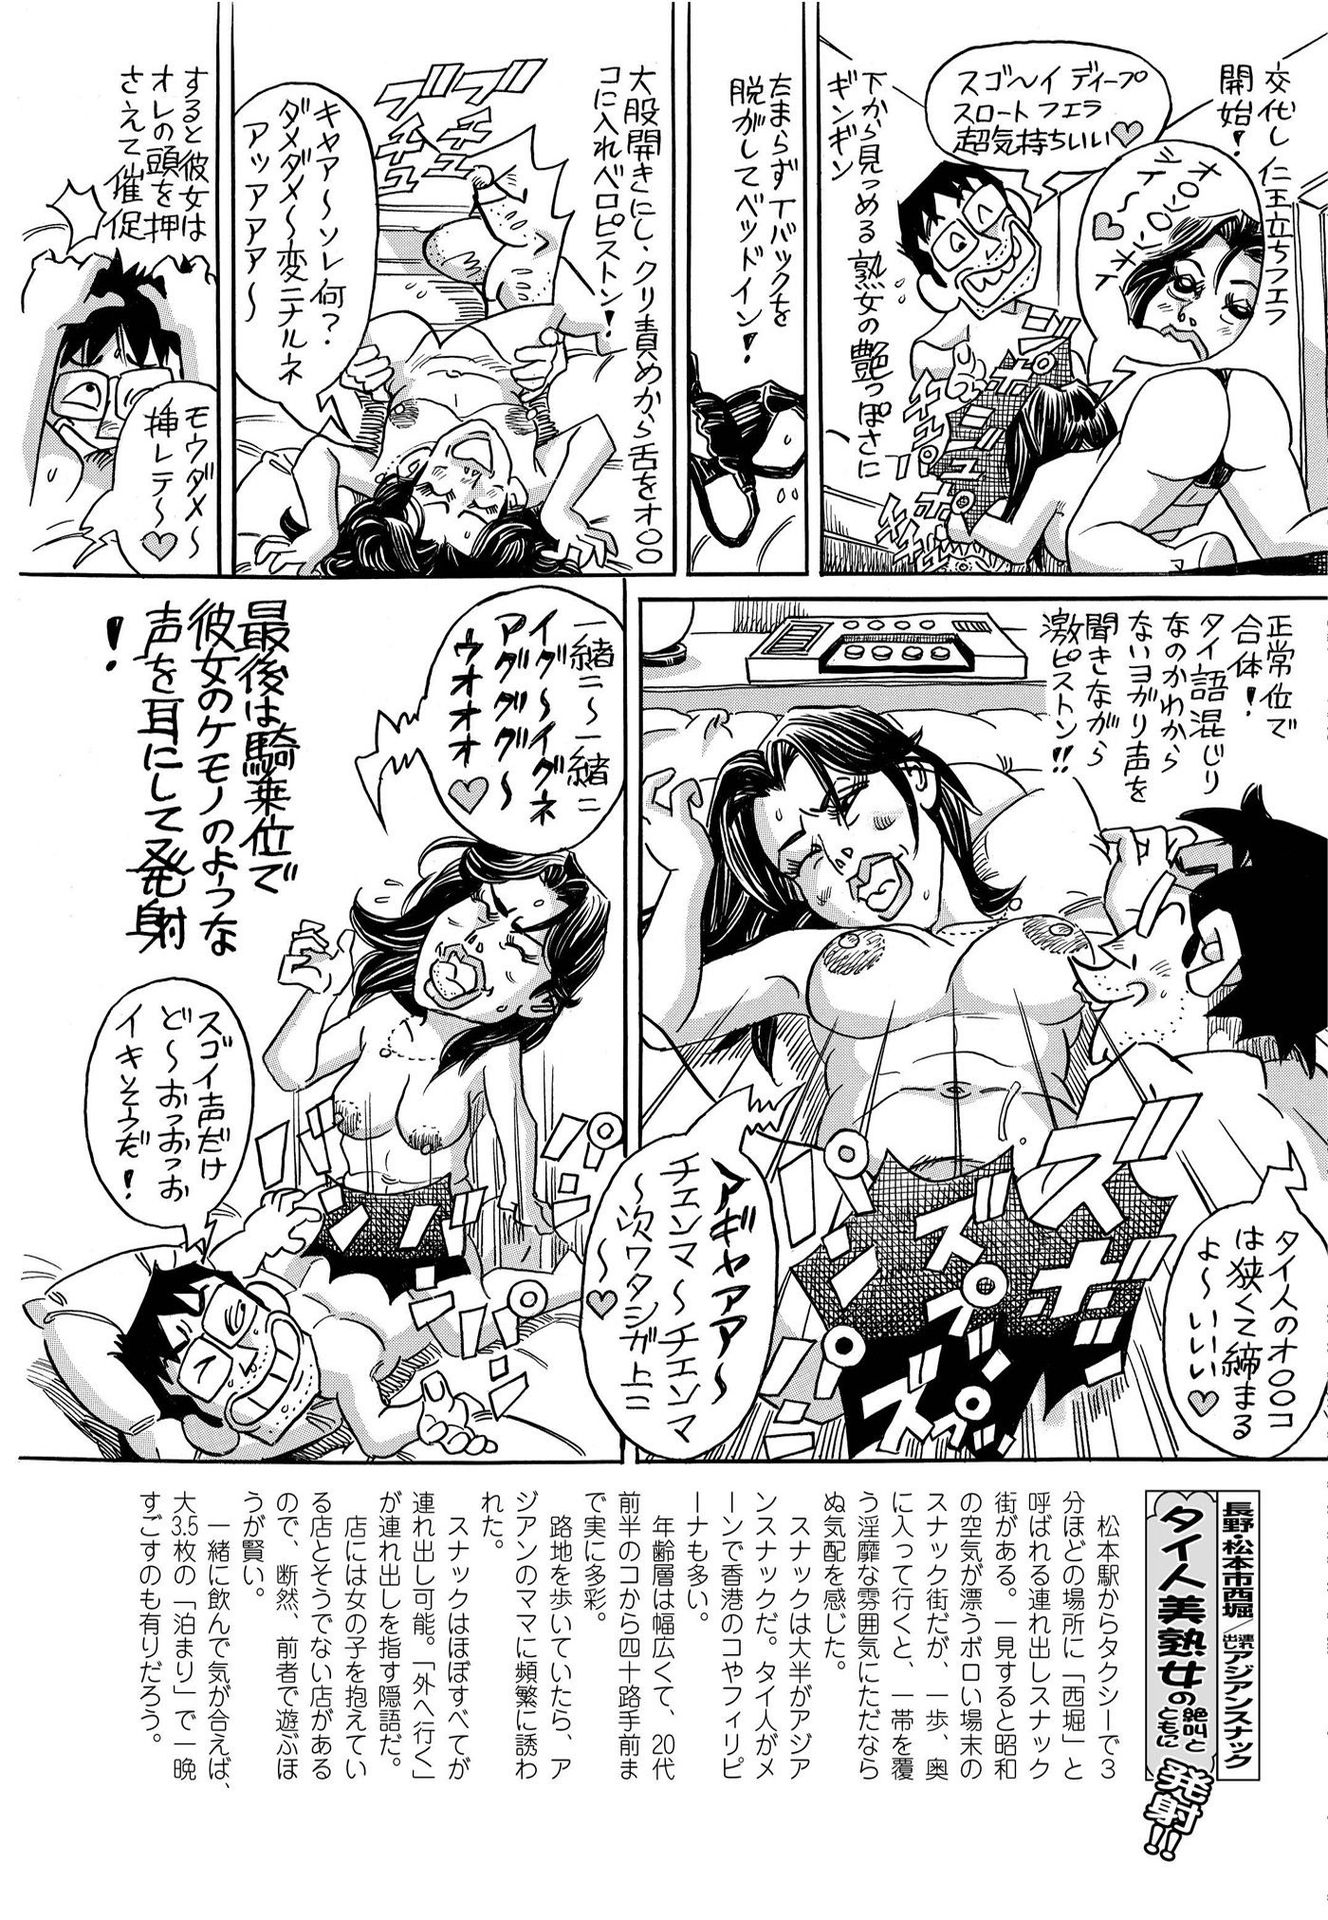 交代し仁王立ちフェラ
開始！
ジイ〜
スゴ〜イ ディープ
スロート フェラ
超気持ちいい♡
下から見つめる熟女の艶っぽさに
ギンギン
たまらずTバックを
脱がしてベッドイン！
大股開きにし、クリ責めから舌をオ○○
コに入れベロピストン！
ブブブ
キャア〜ソレ何？
ダメダメ〜変ニナルネ
アッアアア〜
すると彼女は
オレの頭を押
さえて催促
モウダメ〜
挿レテ〜♡
正常位で
合体！
タイ語混じり
なのかわから
ないヨガリ声を
聞きながら
激ピストン!!
タイ人のオ○○コ
は狭くて締まる
よ〜いいい♡
アギャアア〜
チェンマ〜チェンマ
〜次ワタシガ上ニ
〜♡
一緒ニ〜一緒ニ
イグ〜イグネ
アグダグダグ〜
ウオオオ♡
最後は騎乗位で
彼女のケモノのような
声を耳にして発射
！
スゴイ声だけ
ど〜おっおっお
イキそうだ！
長野・松本市西堀/連れ出しアジアンスナック
タイ人美熟女の絶叫とともに発射!!
松本駅からタクシーで3
分ほどの場所に「西堀」と
呼ばれる連れ出しスナック
街がある。一見すると昭和
の空気が漂うボロい場末の
スナック街だが、一歩、奥
に入って行くと、一帯を覆
う淫靡な雰囲気にただなら
ぬ気配を感じた。
スナックは大半がアジア
ンスナックだ。タイ人がメ
ーンで香港のコやフィリピ
ーナも多い。
年齢層は幅広くて、20代
前半のコから四十路手前ま
で実に多彩。
路地を歩いていたら、ア
ジアンのママに頻繁に誘わ
れた。
スナックはほぼすべてが
連れ出し可能。「外へ行く」
が連れ出しを指す隠語だ。
店には女の子を抱えてい
る店とそうでない店がある
ので、断然、前者で遊ぶほ
うが賢い。
一緒に飲んで気が合えば、
大3.5枚の「泊まり」で一晩
すごすのも有りだろう。